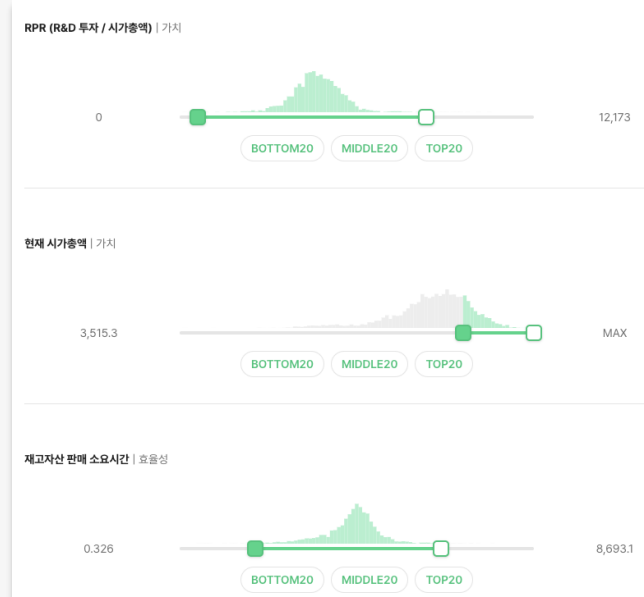 RPR (R&D 투자 / 시가총액) | 가치
0 12,173
BOTTOM20 MIDDLE20 TOP20
현재 시가총액 | 가치
3,515.3 MAX
BOTTOM20 MIDDLE20 TOP20
재고자산 판매 소요시간 | 효율성
0.326 8,693.1
BOTTOM20 MIDDLE20 TOP20